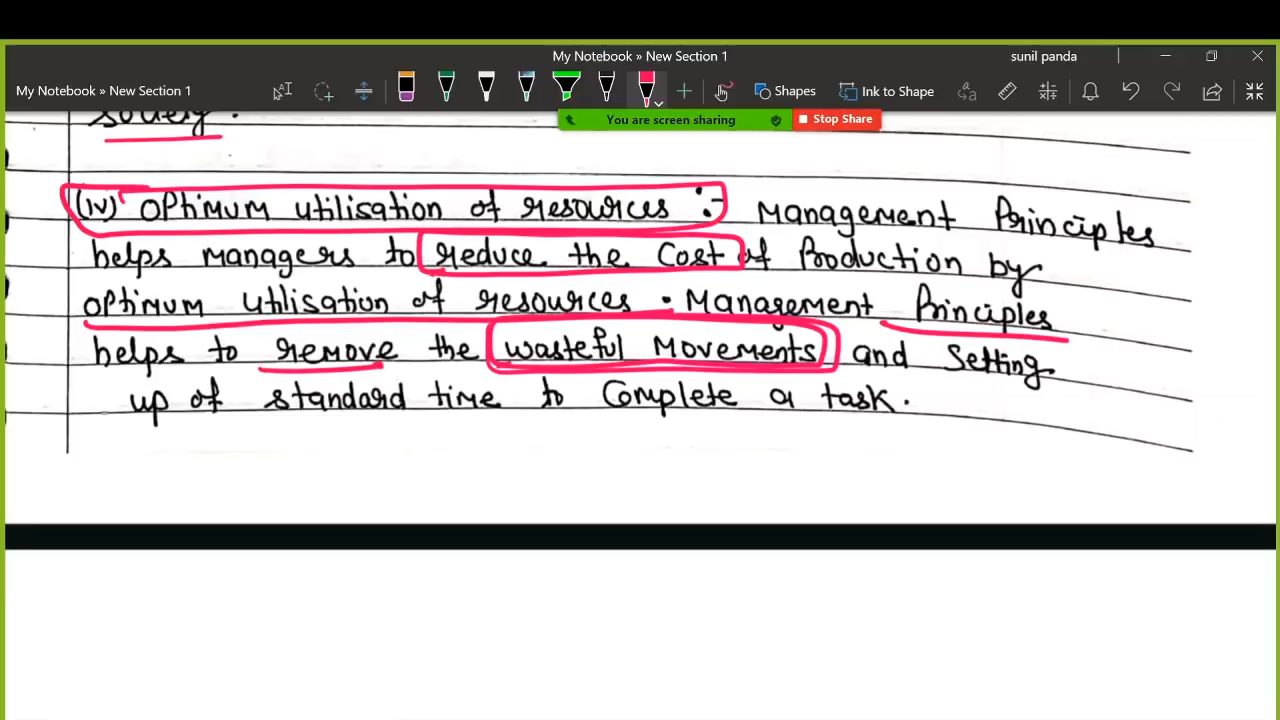 My Notebook » New Section 1
sunil panda
My Notebook » New Section 1
Shapes
Ink to Shape
You are screen sharing
Stop Share
(iv) Optimum utilisation of resources :- Management Principles
helps managers to reduce the Cost of Production by
optimum utilisation of resources. Management Principles
helps to remove the wasteful Movements and Setting
up of standard time to Complete a task.